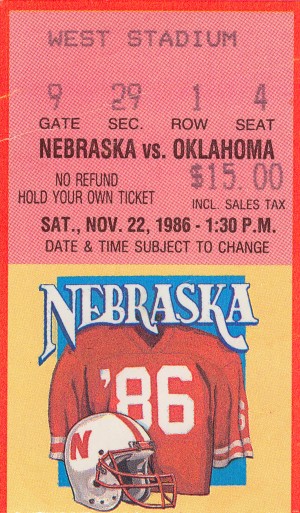 WEST STADIUM
9 29 1 4
GATE SEC. ROW SEAT
NEBRASKA vs. OKLAHOMA
NO REFUND $15.00
HOLD YOUR OWN TICKET INCL. SALES TAX
SAT., NOV. 22, 1986 - 1:30 P.M.
DATE & TIME SUBJECT TO CHANGE
NEBRASKA
'86
86
N